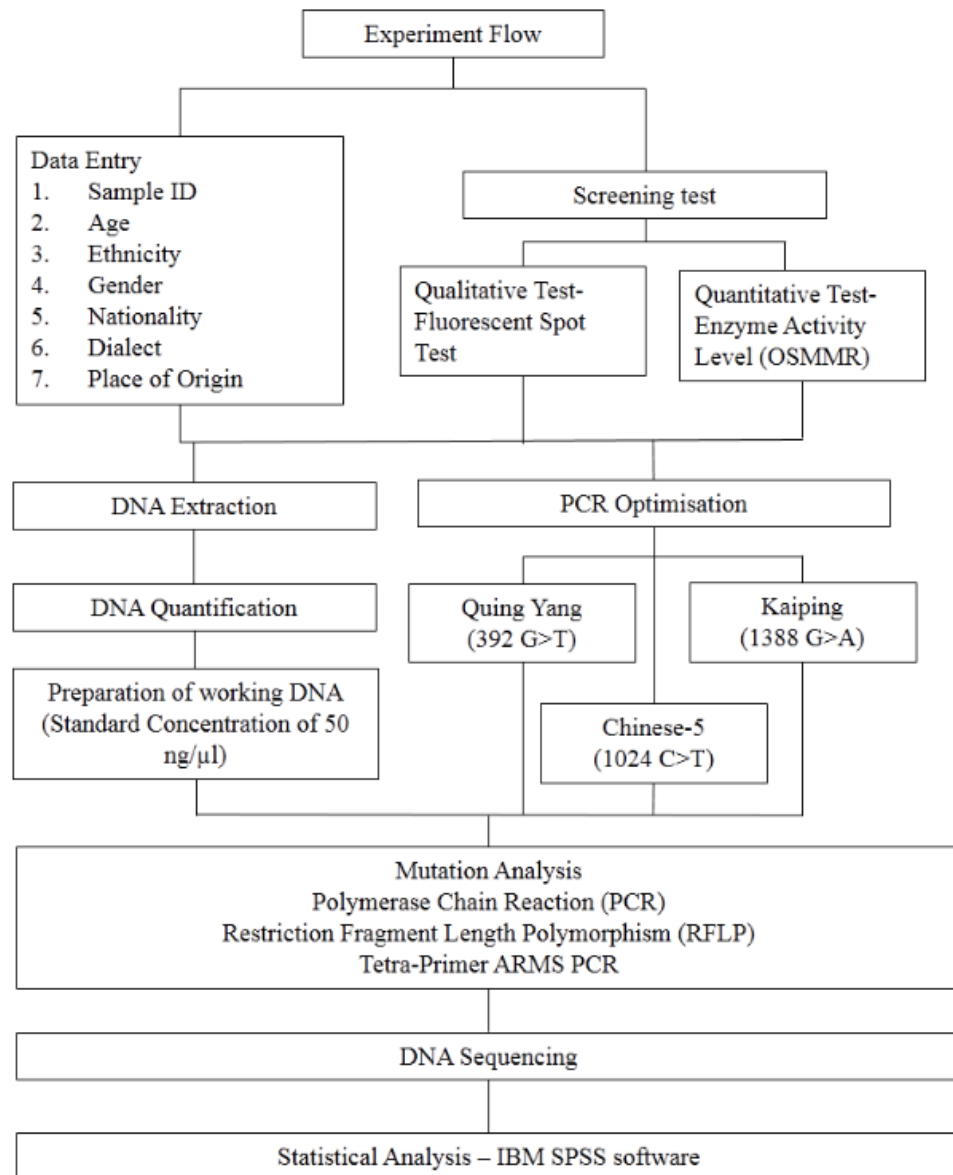 Experiment Flow
Data Entry
1. Sample ID
2. Age
3. Ethnicity
4. Gender
5. Nationality
6. Dialect
7. Place of Origin
Screening test
Qualitative Test-
Fluorescent Spot
Test
Quantitative Test-
Enzyme Activity
Level (OSMMR)
DNA Extraction
PCR Optimisation
DNA Quantification
Quing Yang
(392 G>T)
Kaiping
(1388 G>A)
Preparation of working DNA
(Standard Concentration of 50
ng/µl)
Chinese-5
(1024 C>T)
Mutation Analysis
Polymerase Chain Reaction (PCR)
Restriction Fragment Length Polymorphism (RFLP)
Tetra-Primer ARMS PCR
DNA Sequencing
Statistical Analysis – IBM SPSS software